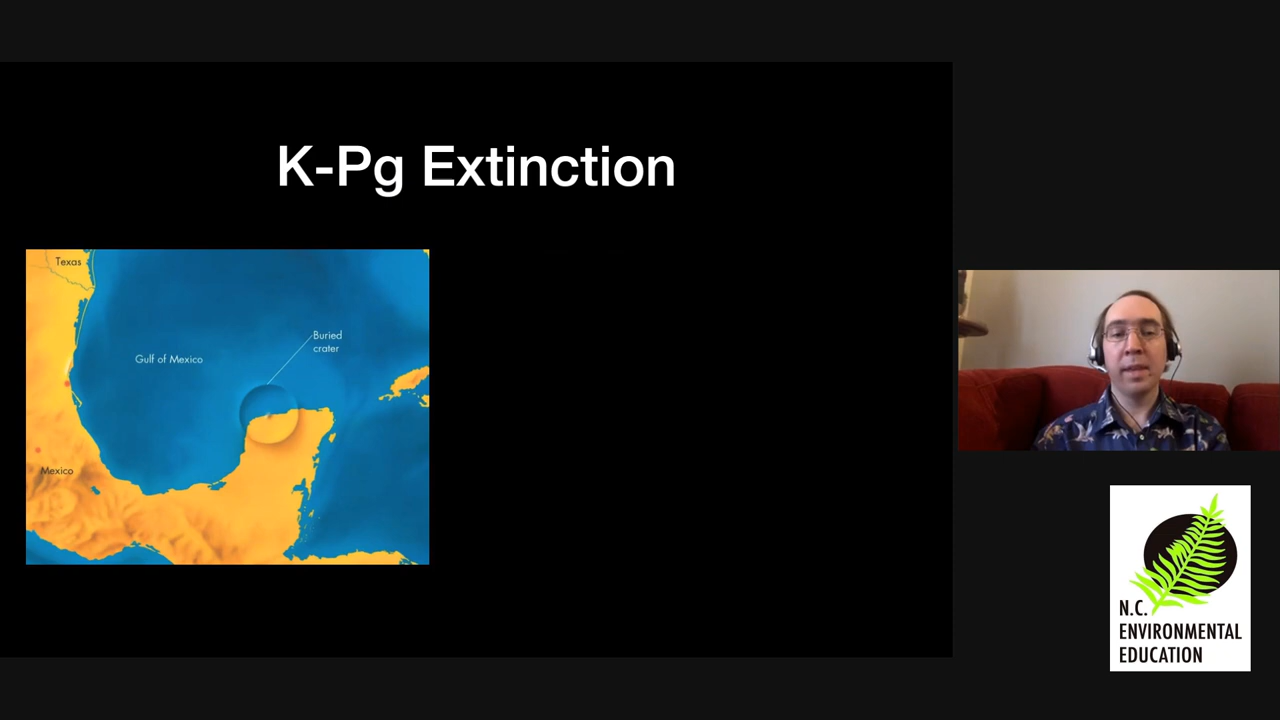 K-Pg Extinction
Texas
Buried
crater
Gulf of Mexico
Mexico
N.C.
ENVIRONMENTAL
EDUCATION